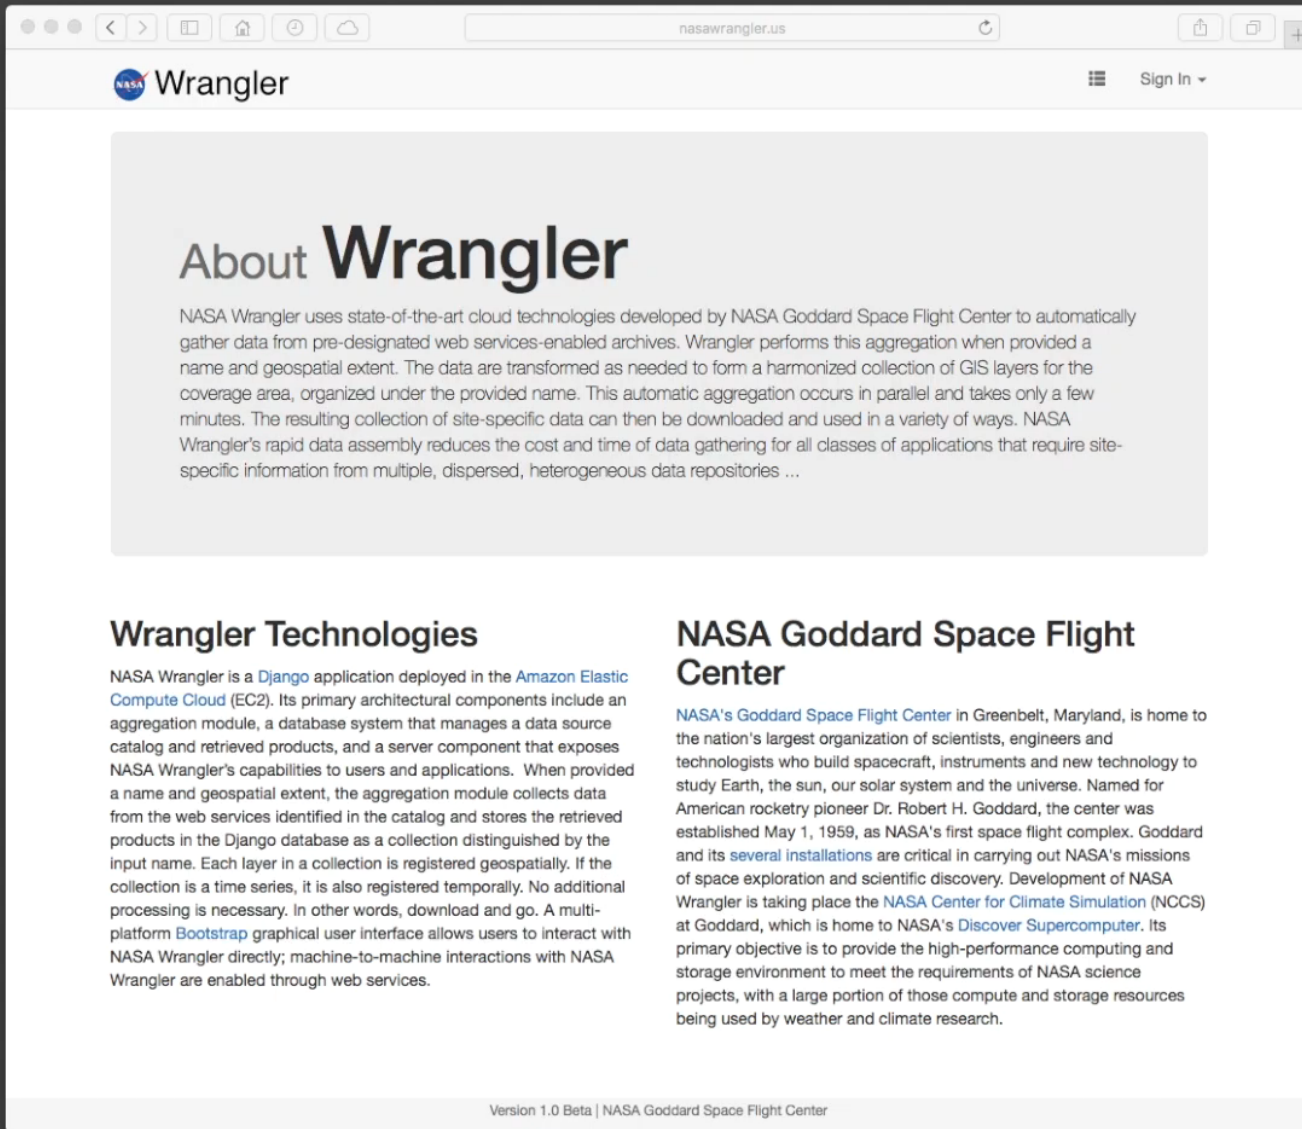 nasawrangler.us
NASA Wrangler
Sign In
About Wrangler
NASA Wrangler uses state-of-the-art cloud technologies developed by NASA Goddard Space Flight Center to automatically
gather data from pre-designated web services-enabled archives. Wrangler performs this aggregation when provided a
name and geospatial extent. The data are transformed as needed to form a harmonized collection of GIS layers for the
coverage area, organized under the provided name. This automatic aggregation occurs in parallel and takes only a few
minutes. The resulting collection of site-specific data can then be downloaded and used in a variety of ways. NASA
Wrangler's rapid data assembly reduces the cost and time of data gathering for all classes of applications that require site-
specific information from multiple, dispersed, heterogeneous data repositories ...
Wrangler Technologies
NASA Wrangler is a Django application deployed in the Amazon Elastic
Compute Cloud (EC2). Its primary architectural components include an
aggregation module, a database system that manages a data source
catalog and retrieved products, and a server component that exposes
NASA Wrangler's capabilities to users and applications. When provided
a name and geospatial extent, the aggregation module collects data
from the web services identified in the catalog and stores the retrieved
products in the Django database as a collection distinguished by the
input name. Each layer in a collection is registered geospatially. If the
collection is a time series, it is also registered temporally. No additional
processing is necessary. In other words, download and go. A multi-
platform Bootstrap graphical user interface allows users to interact with
NASA Wrangler directly; machine-to-machine interactions with NASA
Wrangler are enabled through web services.
NASA Goddard Space Flight
Center
NASA's Goddard Space Flight Center in Greenbelt, Maryland, is home to
the nation's largest organization of scientists, engineers and
technologists who build spacecraft, instruments and new technology to
study Earth, the sun, our solar system and the universe. Named for
American rocketry pioneer Dr. Robert H. Goddard, the center was
established May 1, 1959, as NASA's first space flight complex. Goddard
and its several installations are critical in carrying out NASA's missions
of space exploration and scientific discovery. Development of NASA
Wrangler is taking place the NASA Center for Climate Simulation (NCCS)
at Goddard, which is home to NASA's Discover Supercomputer. Its
primary objective is to provide the high-performance computing and
storage environment to meet the requirements of NASA science
projects, with a large portion of those compute and storage resources
being used by weather and climate research.
Version 1.0 Beta | NASA Goddard Space Flight Center